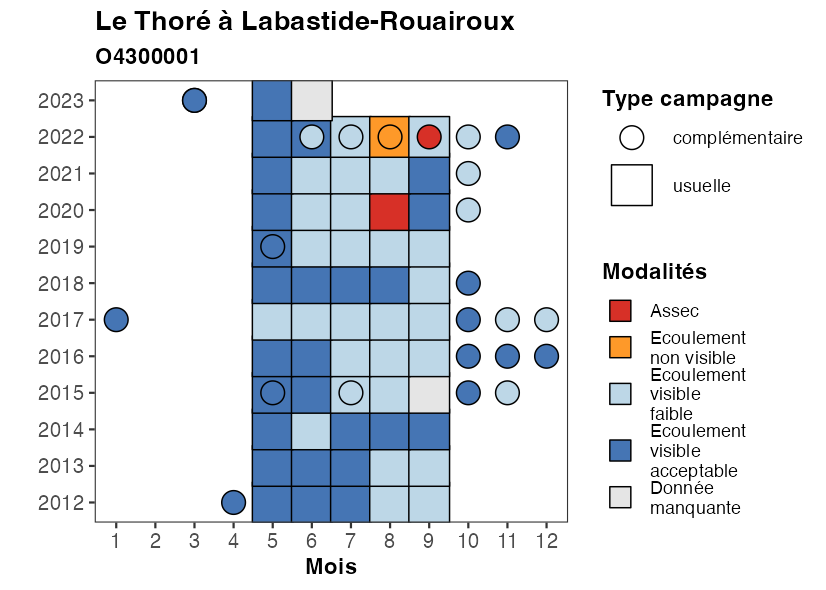 Le Thoré à Labastide-Rouairoux
O4300001
2023
2022
2021
2020
2019
2018
2017
2016
2015
2014
2013
2012
1 2 3 4 5 6 7 8 9 10 11 12
Mois
Type campagne
complémentaire
usuelle
Modalités
Assec
Ecoulement
non visible
Ecoulement
visible
faible
Ecoulement
visible
acceptable
Donnée
manquante